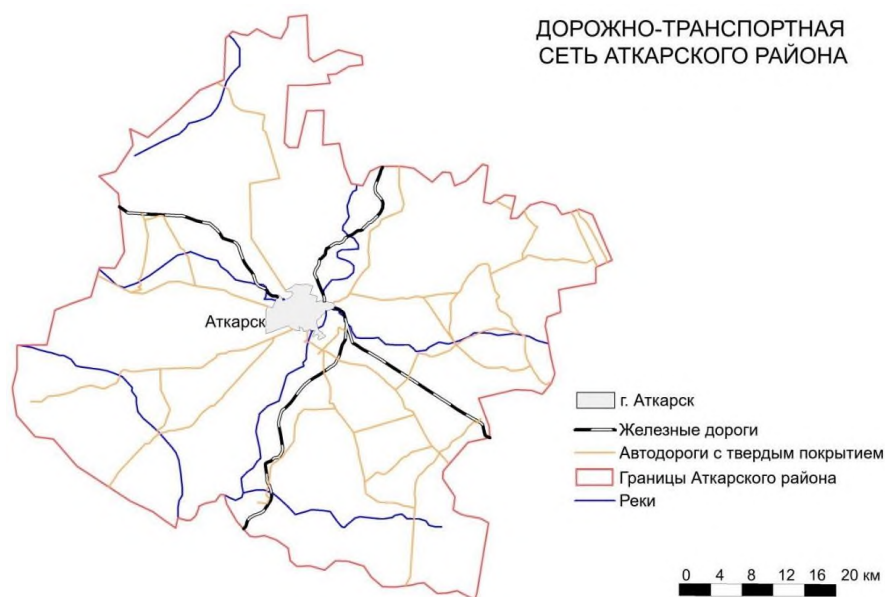 ДОРОЖНО-ТРАНСПОРТНАЯ
СЕТЬ АТКАРСКОГО РАЙОНА
Аткарск
г. Аткарск
Железные дороги
Автодороги с твердым покрытием
Границы Аткарского района
Реки
0 4 8 12 16 20 км